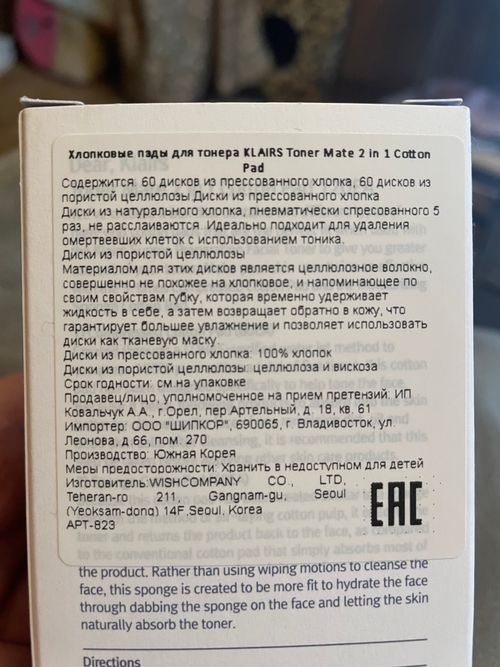 Хлопковые пэды для тонера KLAIRS Toner Mate 2 in 1 Cotton
Pad
Содержится: 60 дисков из прессованного хлопка, 60 дисков из
пористой целлюлозы Диски из прессованного хлопка
Диски из натурального хлопка, пневматически спресованного 5
раз, не расслаиваются. Идеально подходит для удаления
омертвевших клеток с использованием тоника.
Диски из пористой целлюлозы
Материалом для этих дисков является целлюлозное волокно,
совершенно не похожее на хлопковое, и напоминающее по
своим свойствам губку, которая временно удерживает
жидкость в себе, а затем возвращает обратно в кожу, что
гарантирует большее увлажнение и позволяет использовать
диски как тканевую маску.
Диски из прессованного хлопка: 100% хлопок
Диски из пористой целлюлозы: целлюлоза и вискоза
Срок годности: см.на упаковке
Продавец/лицо, уполномоченное на прием претензий: ИП
Ковальчук А.А., г.Орел, пер Артельный, д. 18, кв. 61
Импортер: ООО "ШИПКОР", 690065, г. Владивосток, ул.
Леонова, д.66, пом. 270
Производство: Южная Корея
Меры предосторожности: Хранить в недоступном для детей
Изготовитель:WISHCOMPANY CO., LTD,
Teheran-ro 211, Gangnam-gu, Seoul
(Yeoksam-dong) 14F,Seoul, Korea
АРТ-823
EAC
the product. Rather than using wiping motions to cleanse the
face, this sponge is created to be more fit to hydrate the face
through dabbing the sponge on the face and letting the skin
naturally absorb the toner.
Directions